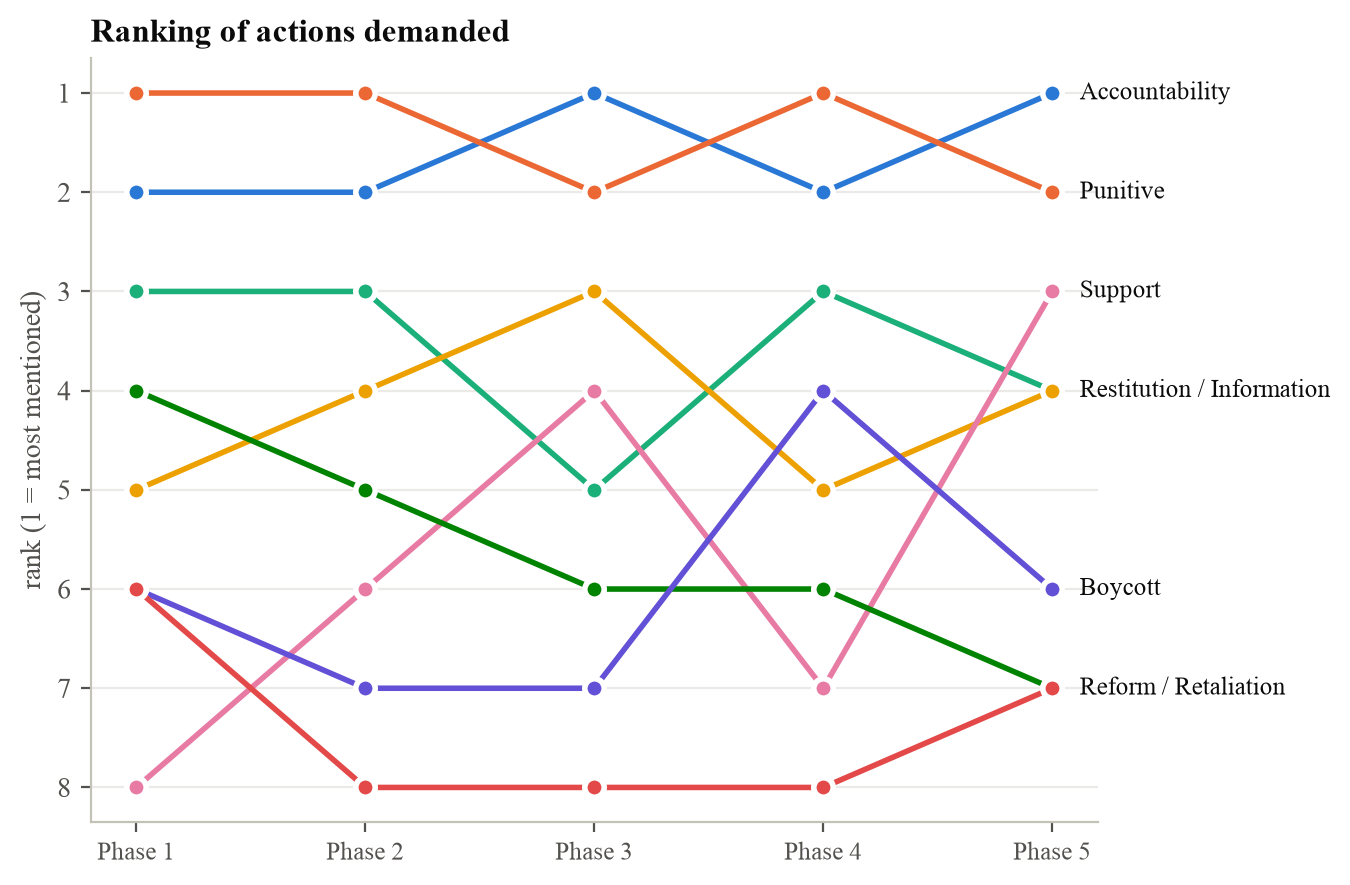 Ranking of actions demanded
rank (1 = most mentioned)
1
2
3
4
5
6
7
8
Accountability
Punitive
Support
Restitution / Information
Boycott
Reform / Retaliation
Phase 1
Phase 2
Phase 3
Phase 4
Phase 5